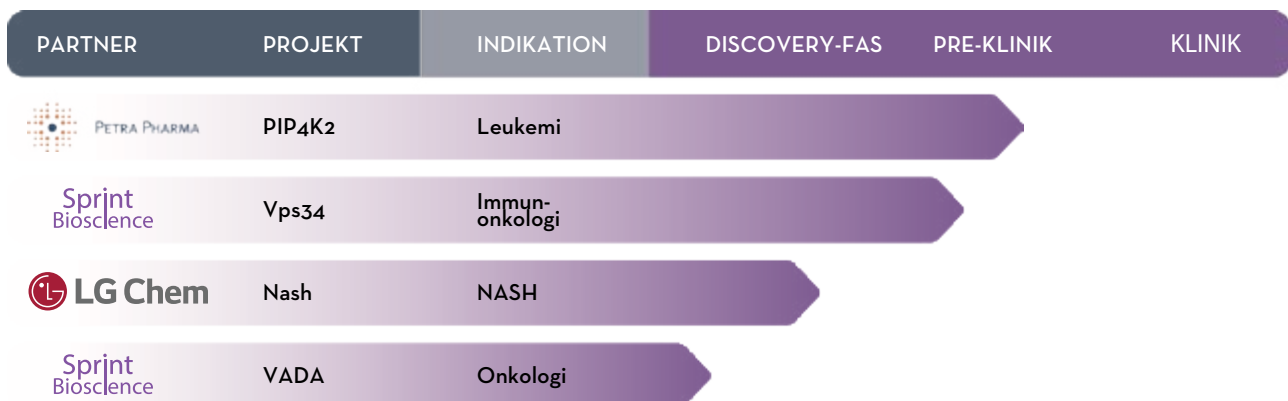 PARTNER PROJEKT INDIKATION DISCOVERY-FAS PRE-KLINIK KLINIK
PETRA PHARMA PIP4K2 Leukemi
Sprint
Bioscience
Vps34
Immun-
onkologi
LG Chem Nash NASH
Sprint
Bioscience
VADA Onkologi